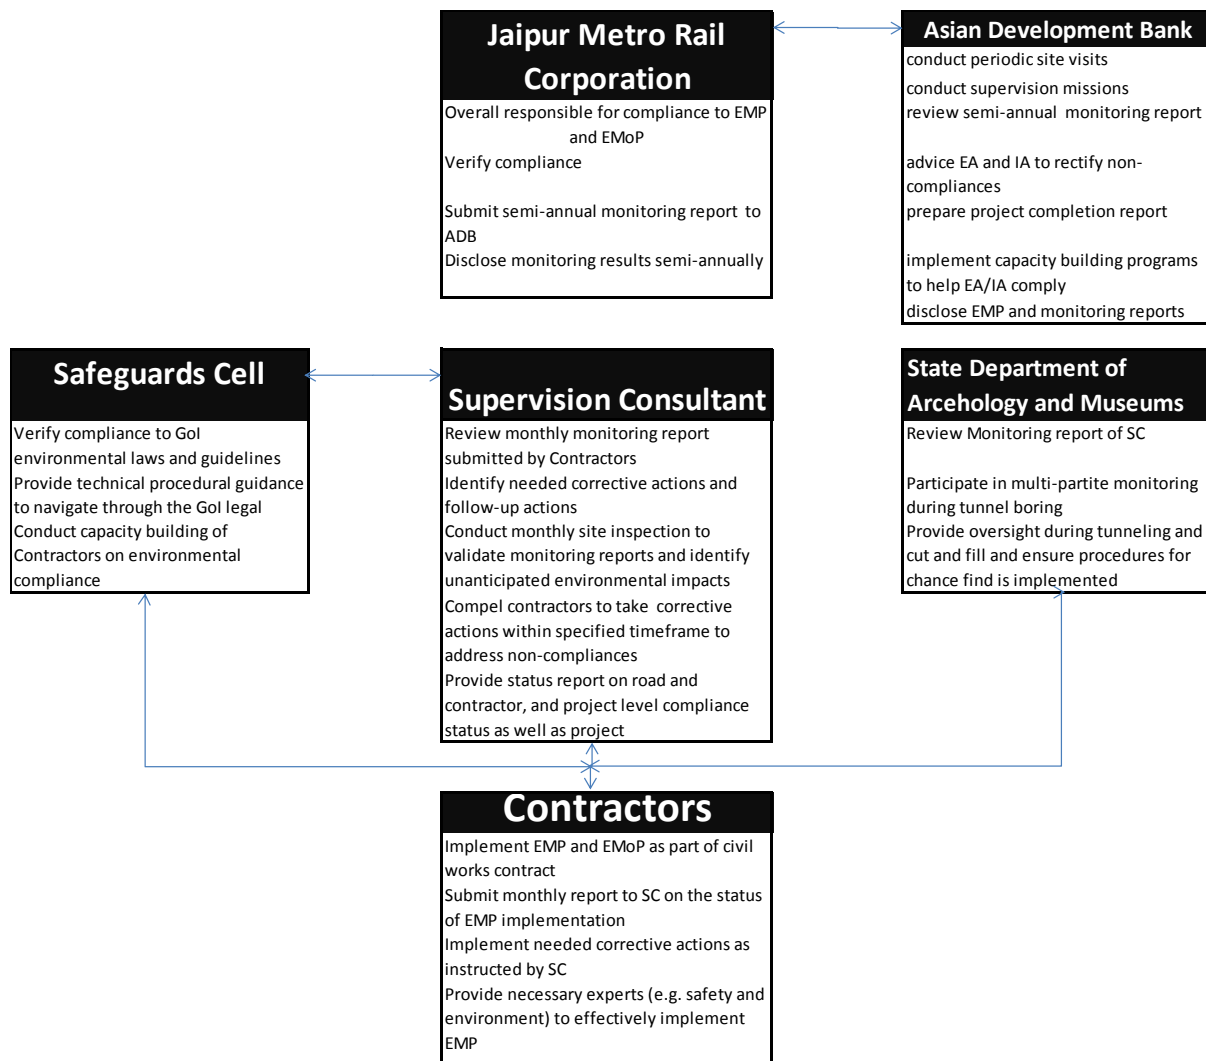 Jaipur Metro Rail
Corporation
Overall responsible for compliance to EMP
and EMoP
Verify compliance
Submit semi-annual monitoring report to
ADB
Disclose monitoring results semi-annually
Asian Development Bank
conduct periodic site visits
conduct supervision missions
review semi-annual monitoring report
advice EA and IA to rectify non-
compliances
prepare project completion report
implement capacity building programs
to help EA/IA comply
disclose EMP and monitoring reports
Safeguards Cell
Verify compliance to GoI
environmental laws and guidelines
Provide technical procedural guidance
to navigate through the GoI legal
Conduct capacity building of
Contractors on environmental
compliance
Supervision Consultant
Review monthly monitoring report
submitted by Contractors
Identify needed corrective actions and
follow-up actions
Conduct monthly site inspection to
validate monitoring reports and identify
unanticipated environmental impacts
Compel contractors to take corrective
actions within specified timeframe to
address non-compliances
Provide status report on road and
contractor, and project level compliance
status as well as project
State Department of
Arcehology and Museums
Review Monitoring report of SC
Participate in multi-partite monitoring
during tunnel boring
Provide oversight during tunneling and
cut and fill and ensure procedures for
chance find is implemented
Contractors
Implement EMP and EMoP as part of civil
works contract
Submit monthly report to SC on the status
of EMP implementation
Implement needed corrective actions as
instructed by SC
Provide necessary experts (e.g. safety and
environment) to effectively implement
EMP